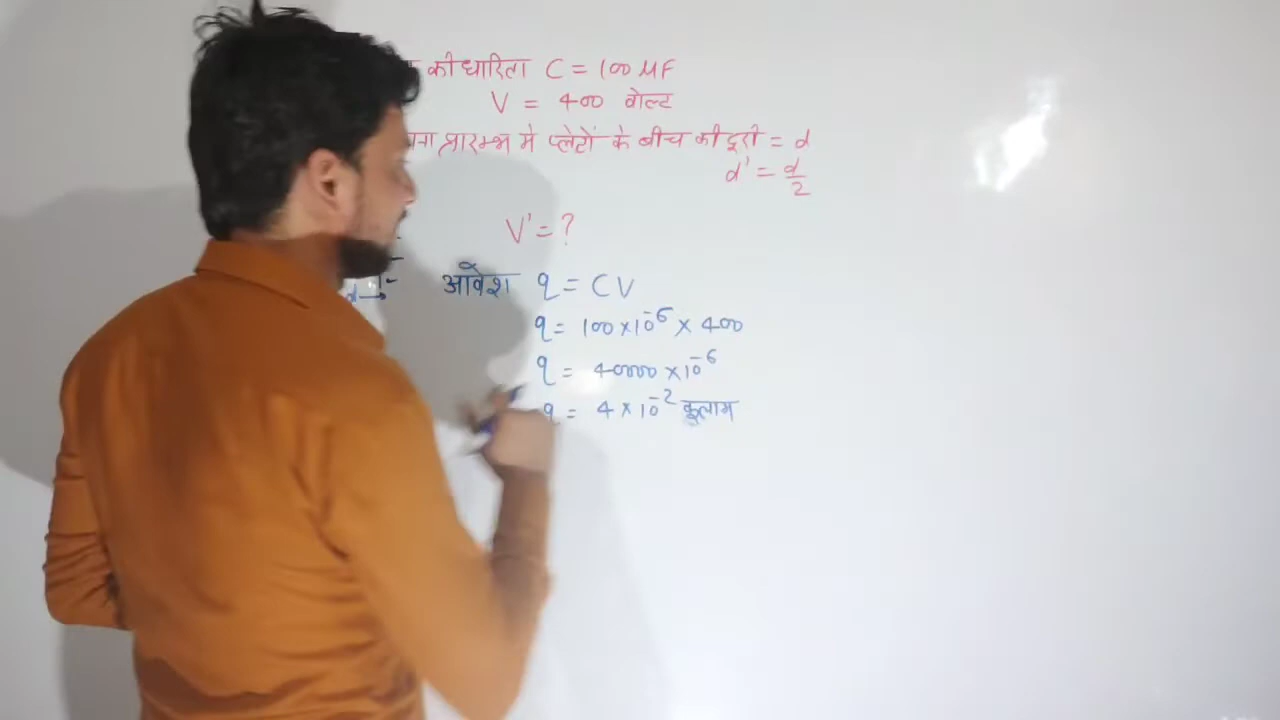 की धारिता C = 100 μF
V = 400 वोल्ट
प्रारम्भ मे प्लेटों के बीच की दूरी = d
d' = d/2
V' = ?
d→
आवेश q = CV
q = 100 × 10⁻⁶ × 400
q = 40000 × 10⁻⁶
q = 4 × 10⁻² कूलाम